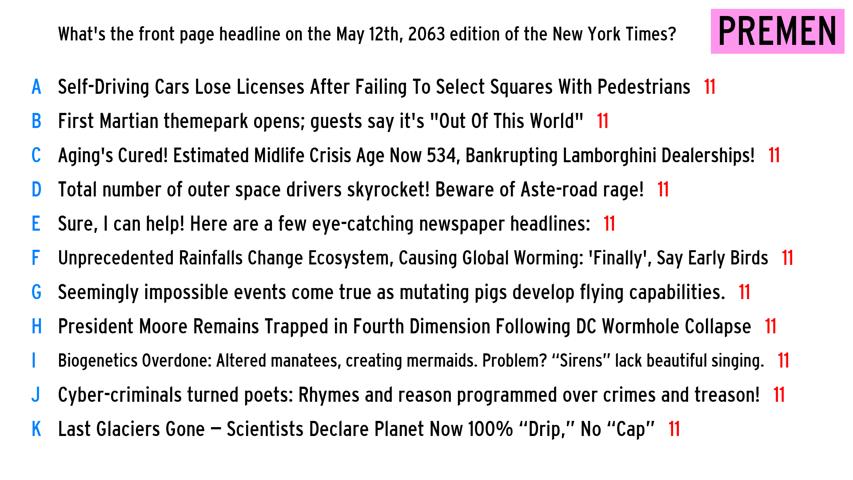 What's the front page headline on the May 12th, 2063 edition of the New York Times?
PREMEN
A Self-Driving Cars Lose Licenses After Failing To Select Squares With Pedestrians 11
B First Martian themepark opens; guests say it's "Out Of This World" 11
C Aging's Cured! Estimated Midlife Crisis Age Now 534, Bankrupting Lamborghini Dealerships! 11
D Total number of outer space drivers skyrocket! Beware of Aste-road rage! 11
E Sure, I can help! Here are a few eye-catching newspaper headlines: 11
F Unprecedented Rainfalls Change Ecosystem, Causing Global Worming: 'Finally', Say Early Birds 11
G Seemingly impossible events come true as mutating pigs develop flying capabilities. 11
H President Moore Remains Trapped in Fourth Dimension Following DC Wormhole Collapse 11
I Biogenetics Overdone: Altered manatees, creating mermaids. Problem? “Sirens” lack beautiful singing. 11
J Cyber-criminals turned poets: Rhymes and reason programmed over crimes and treason! 11
K Last Glaciers Gone – Scientists Declare Planet Now 100% “Drip,” No “Cap” 11